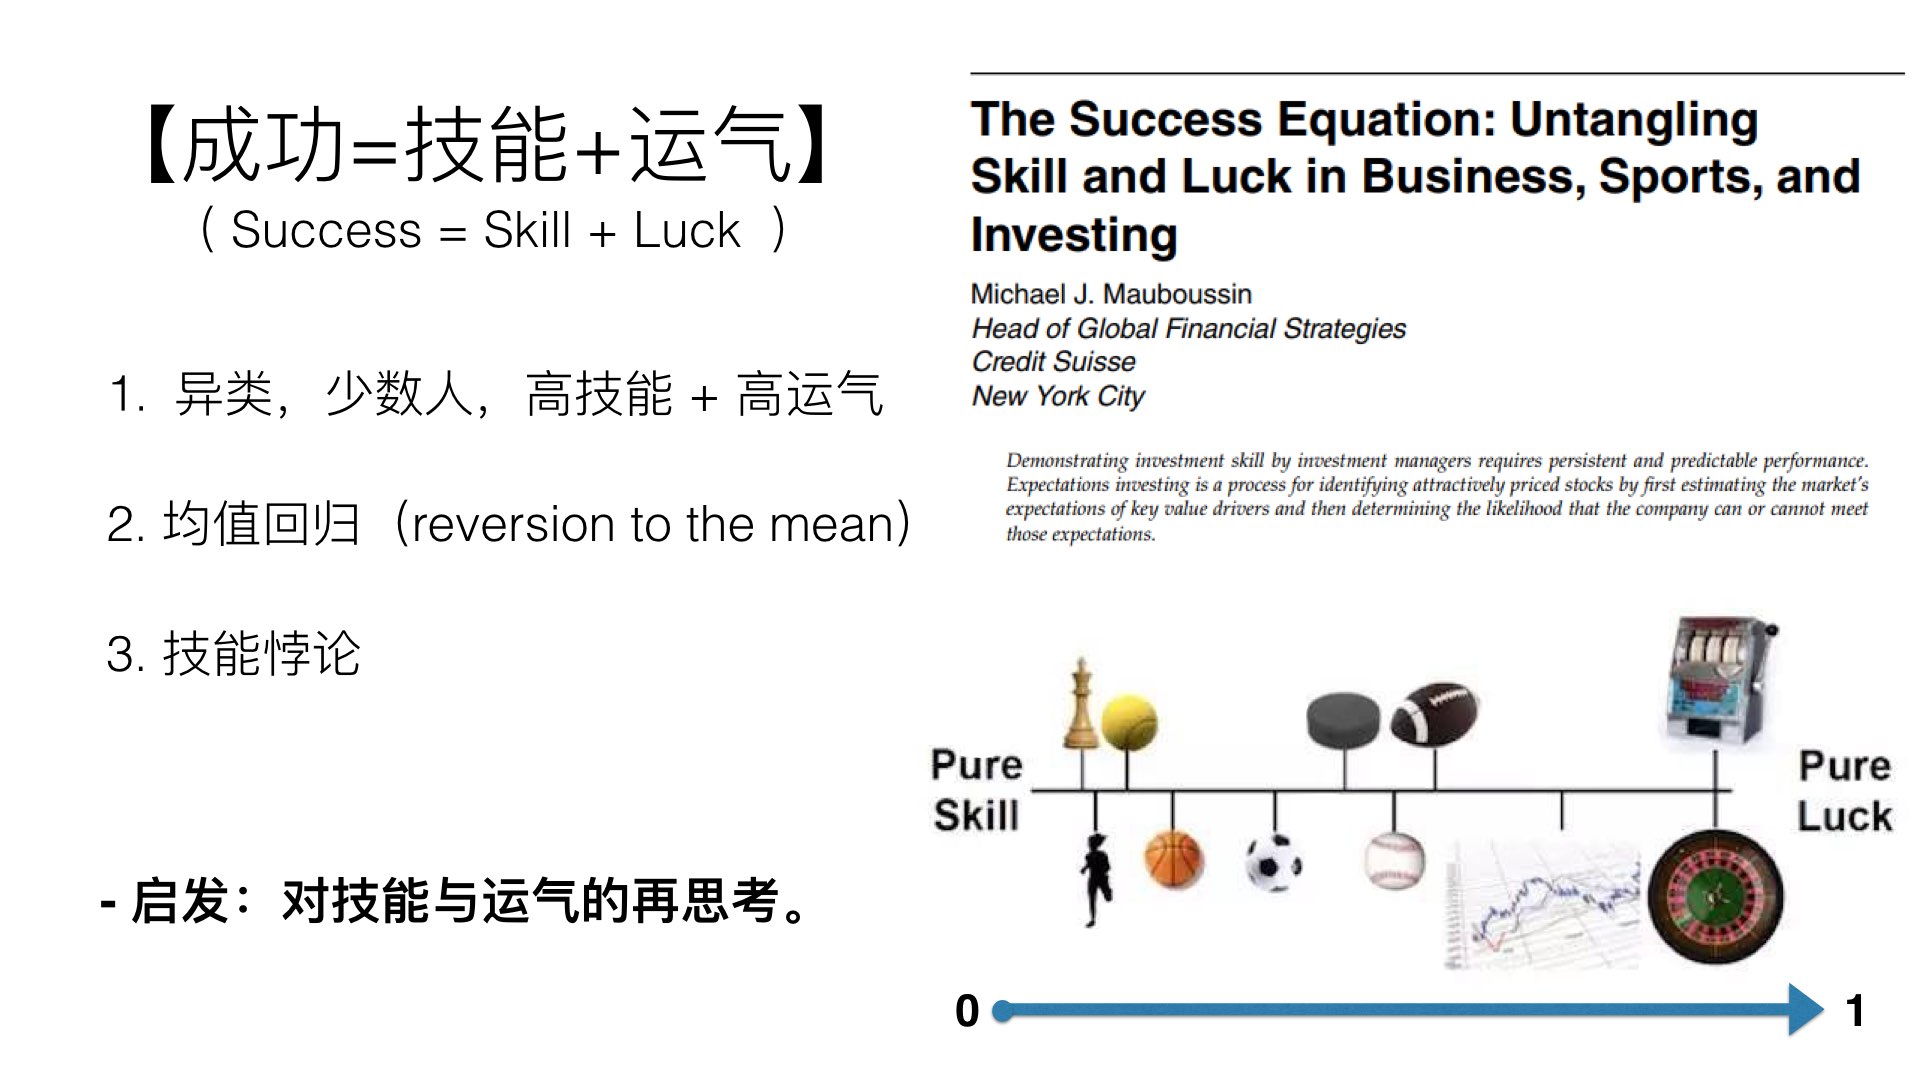 【成功=技能+运气】
（ Success = Skill + Luck ）
1. 异类，少数人，高技能 + 高运气
2. 均值回归（reversion to the mean）
3. 技能悖论
- 启发：对技能与运气的再思考。
The Success Equation: Untangling
Skill and Luck in Business, Sports, and
Investing
Michael J. Mauboussin
Head of Global Financial Strategies
Credit Suisse
New York City
Demonstrating investment skill by investment managers requires persistent and predictable performance.
Expectations investing is a process for identifying attractively priced stocks by first estimating the market's
expectations of key value drivers and then determining the likelihood that the company can or cannot meet
those expectations.
Pure
Skill
Pure
Luck
0
1